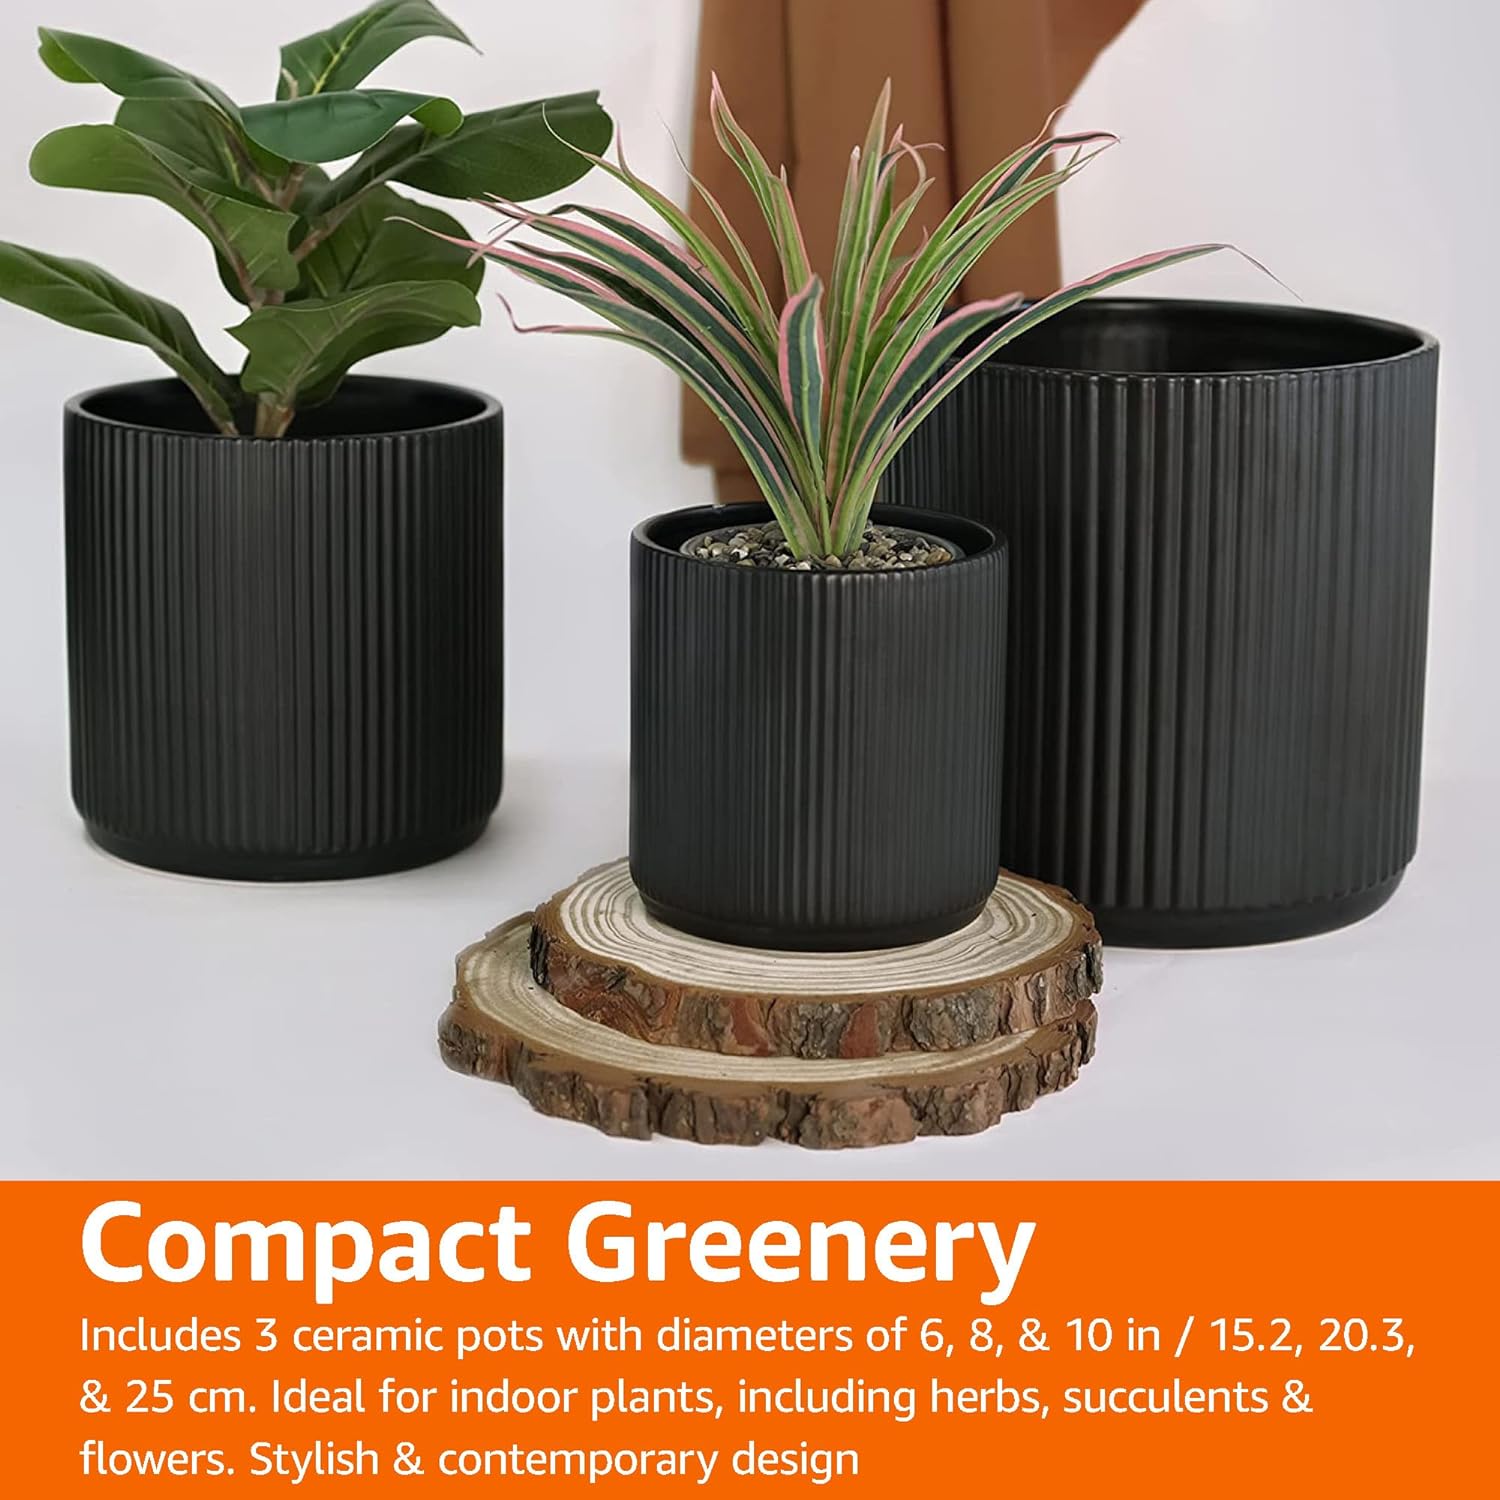 Compact Greenery
Includes 3 ceramic pots with diameters of 6, 8, & 10 in / 15.2, 20.3,
& 25 cm. Ideal for indoor plants, including herbs, succulents &
flowers. Stylish & contemporary design